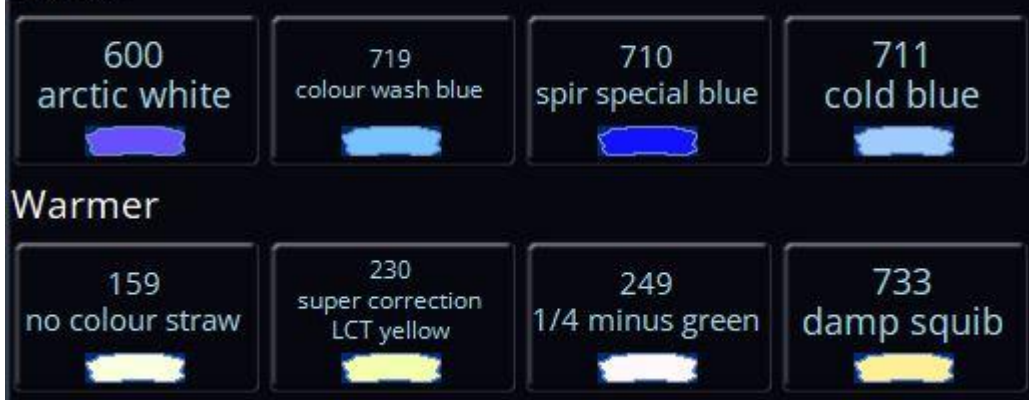 600
arctic white
719
colour wash blue
710
spir special blue
711
cold blue
Warmer
159
no colour straw
230
super correction
LCT yellow
249
1/4 minus green
733
damp squib